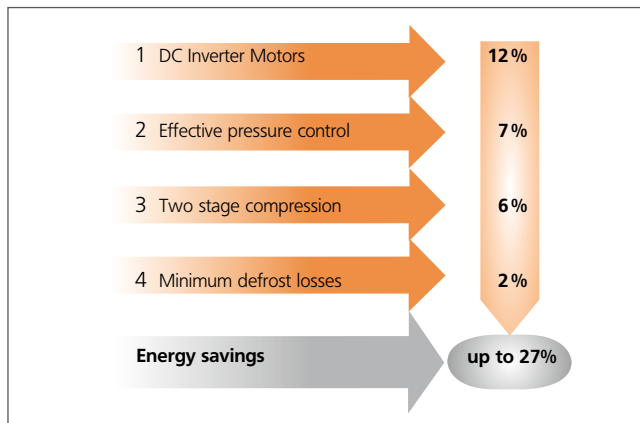 1 DC Inverter Motors 12 %
2 Effective pressure control 7 %
3 Two stage compression 6 %
4 Minimum defrost losses 2 %
Energy savings up to 27%